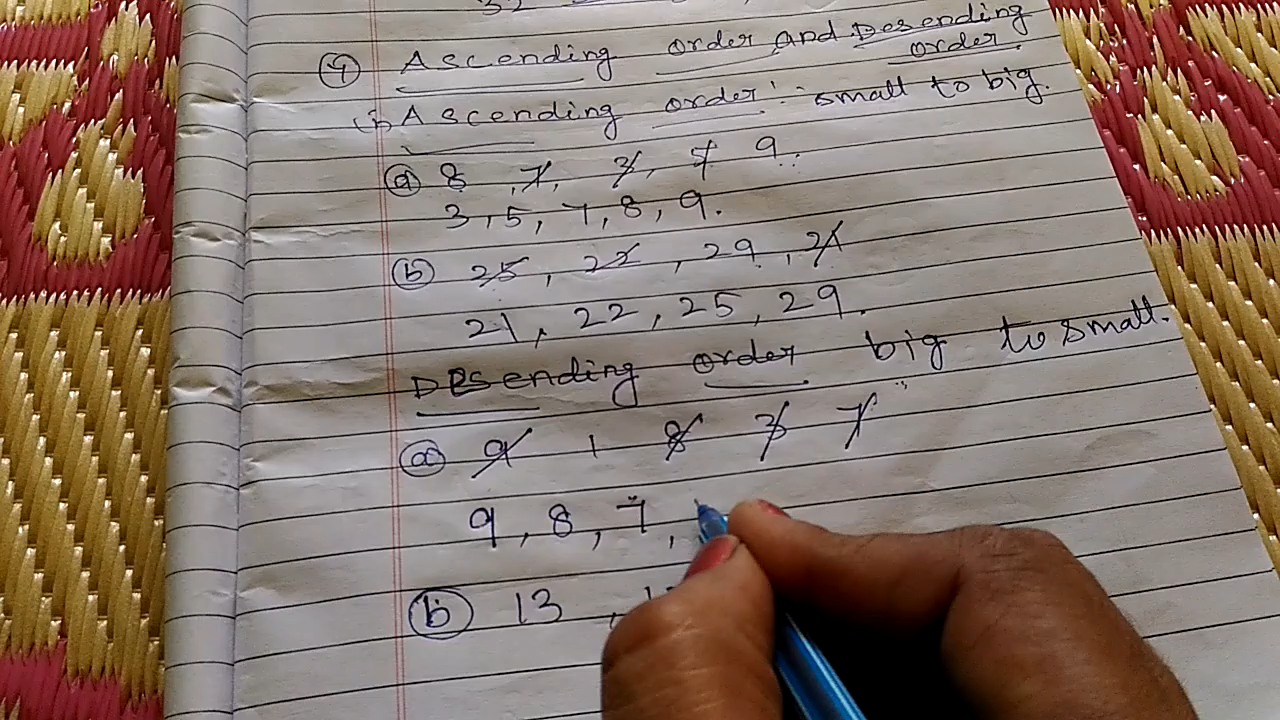 ④ Ascending order and Desending
order.
(i) Ascending order:- small to big.
ⓐ 8, 7, 3, 5 9.
3, 5, 7, 8, 9.
ⓑ 25, 22, 29, 21
21, 22, 25, 29.
Desending order big to small.
ⓐ 9 1 8 3 7
9, 8, 7,
ⓑ 13,